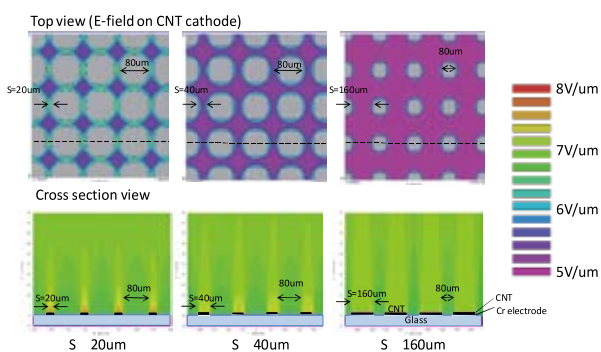 Top view (E-field on CNT cathode)
80um
S=20um
80um
S=40um
80um
S=160um
8V/um
7V/um
6V/um
5V/um
Cross section view
80um
S=20um
80um
S=40um
S=160um
80um
CNT
Cr electrode
CNT
Glass
S 20um
S 40um
S 160um